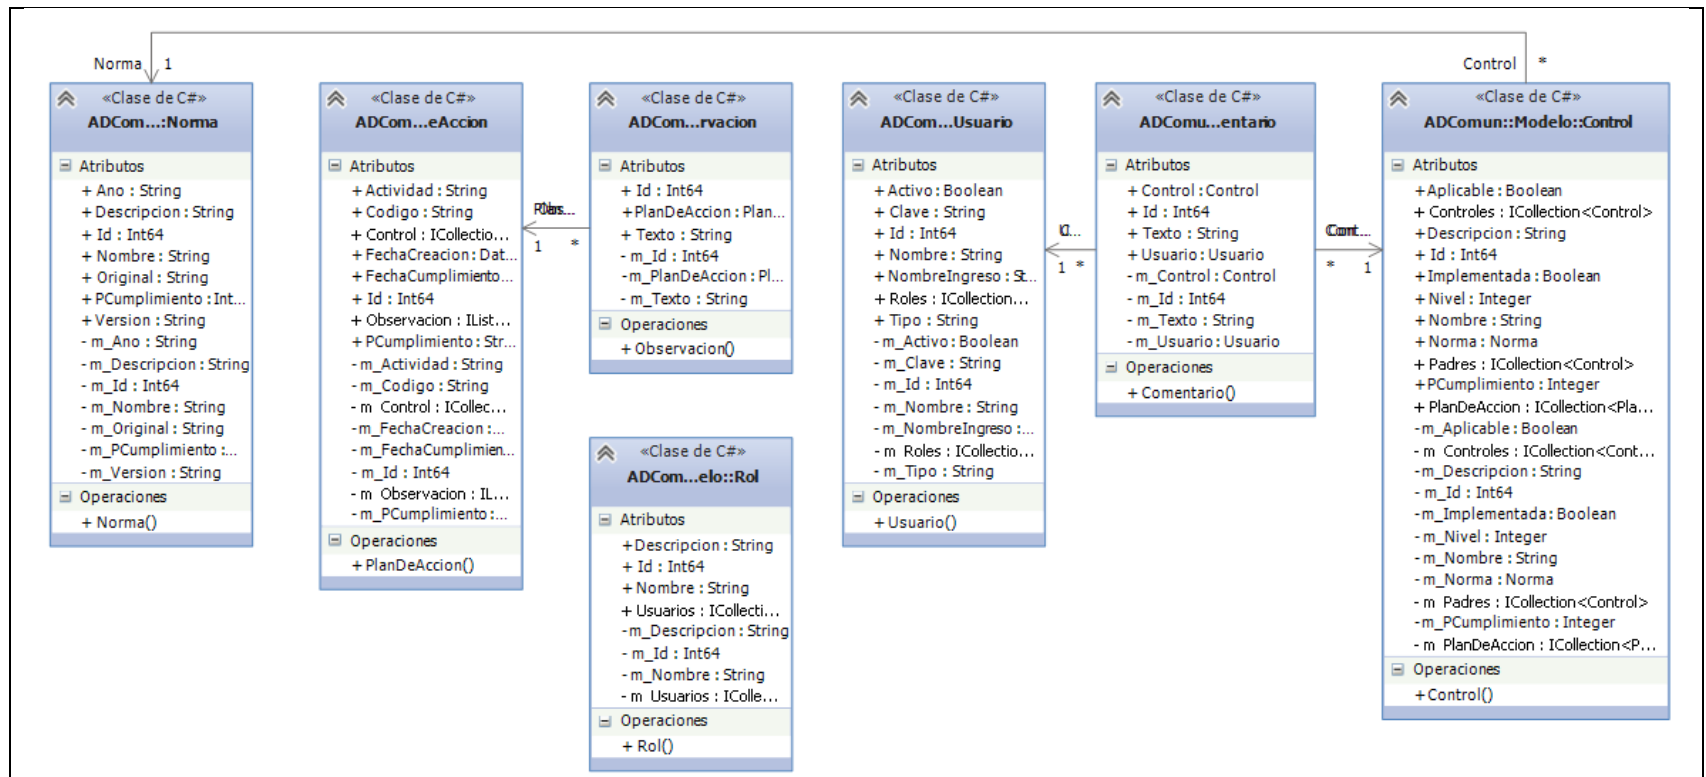 Norma 1
Control *
«Clase de C#»
ADCom...:Norma
Atributos
+ Ano : String
+ Descripcion : String
+ Id : Int64
+ Nombre : String
+ Original : String
+ PCumplimiento : Int...
+ Version : String
- m_Ano : String
- m_Descripcion : String
- m_Id : Int64
- m_Nombre : String
- m_Original : String
- m_PCumplimiento :...
- m_Version : String
Operaciones
+ Norma()
«Clase de C#»
ADCom...eAccion
Atributos
+ Actividad : String
+ Codigo : String
+ Control : ICollectio...
+ FechaCreacion : Dat...
+ FechaCumplimiento...
+ Id : Int64
+ Observacion : IList...
+ PCumplimiento : Str...
- m_Actividad : String
- m_Codigo : String
- m_Control : ICollec...
- m_FechaCreacion :...
- m_FechaCumplimien...
- m_Id : Int64
- m_Observacion : IL...
- m_PCumplimiento :...
Operaciones
+ PlanDeAccion()
1 *
«Clase de C#»
ADCom...rvacion
Atributos
+ Id : Int64
+ PlanDeAccion : Plan...
+ Texto : String
- m_Id : Int64
- m_PlanDeAccion : Pl...
- m_Texto : String
Operaciones
+ Observacion()
«Clase de C#»
ADCom...elo::Rol
Atributos
+ Descripcion : String
+ Id : Int64
+ Nombre : String
+ Usuarios : ICollecti...
- m_Descripcion : String
- m_Id : Int64
- m_Nombre : String
- m_Usuarios : IColle...
Operaciones
+ Rol()
«Clase de C#»
ADCom...Usuario
Atributos
+ Activo : Boolean
+ Clave : String
+ Id : Int64
+ Nombre : String
+ NombreIngreso : St...
+ Roles : ICollection...
+ Tipo : String
- m_Activo : Boolean
- m_Clave : String
- m_Id : Int64
- m_Nombre : String
- m_NombreIngreso :...
- m_Roles : ICollectio...
- m_Tipo : String
Operaciones
+ Usuario()
1 *
«Clase de C#»
ADComu...entario
Atributos
+ Control : Control
+ Id : Int64
+ Texto : String
+ Usuario : Usuario
- m_Control : Control
- m_Id : Int64
- m_Texto : String
- m_Usuario : Usuario
Operaciones
+ Comentario()
* 1
«Clase de C#»
ADComun::Modelo::Control
Atributos
+ Aplicable : Boolean
+ Controles : ICollection<Control>
+ Descripcion : String
+ Id : Int64
+ Implementada : Boolean
+ Nivel : Integer
+ Nombre : String
+ Norma : Norma
+ Padres : ICollection<Control>
+ PCumplimiento : Integer
+ PlanDeAccion : ICollection<Pla...
- m_Aplicable : Boolean
- m_Controles : ICollection<Cont...
- m_Descripcion : String
- m_Id : Int64
- m_Implementada : Boolean
- m_Nivel : Integer
- m_Nombre : String
- m_Norma : Norma
- m_Padres : ICollection<Control>
- m_PCumplimiento : Integer
- m_PlanDeAccion : ICollection<P...
Operaciones
+ Control()